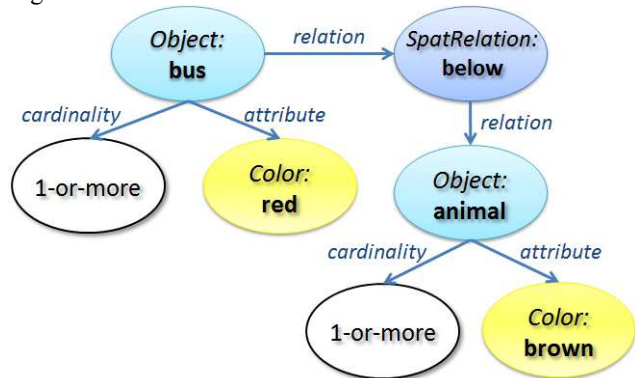 Object:
bus
relation
SpatRelation:
below
cardinality
attribute
relation
1-or-more
Color:
red
Object:
animal
cardinality
attribute
1-or-more
Color:
brown